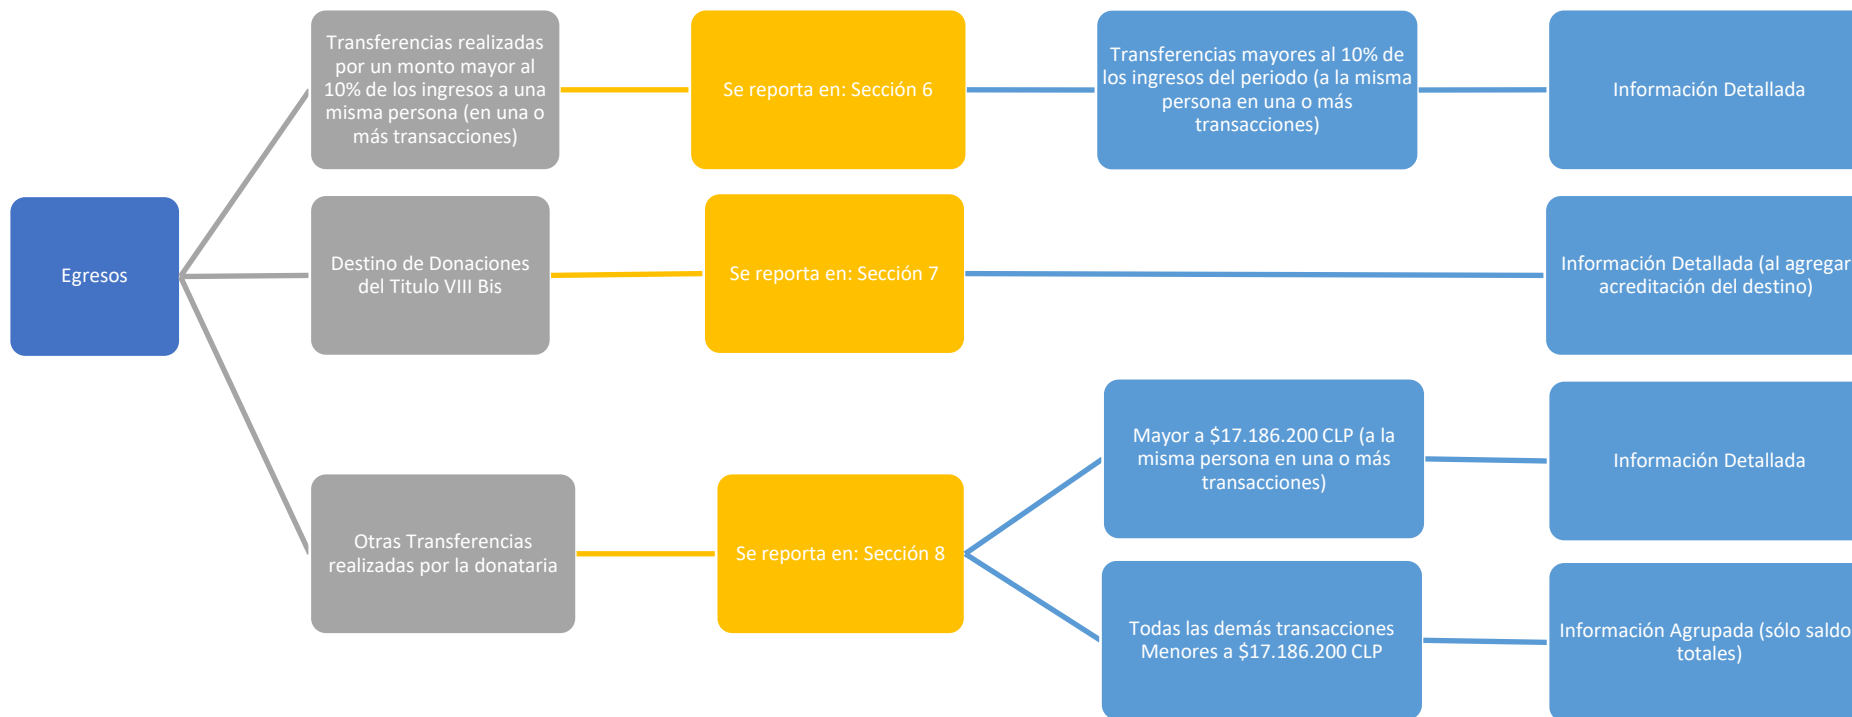 Egresos
Transferencias realizadas
por un monto mayor al
10% de los ingresos a una
misma persona (en una o
más transacciones)
Se reporta en: Sección 6
Transferencias mayores al 10% de
los ingresos del periodo (a la misma
persona en una o más
transacciones)
Información Detallada
Destino de Donaciones
del Titulo VIII Bis
Se reporta en: Sección 7
Información Detallada (al agregar
acreditación del destino)
Otras Transferencias
realizadas por la donataria
Se reporta en: Sección 8
Mayor a $17.186.200 CLP (a la
misma persona en una o más
transacciones)
Información Detallada
Todas las demás transacciones
Menores a $17.186.200 CLP
Información Agrupada (sólo saldo
totales)